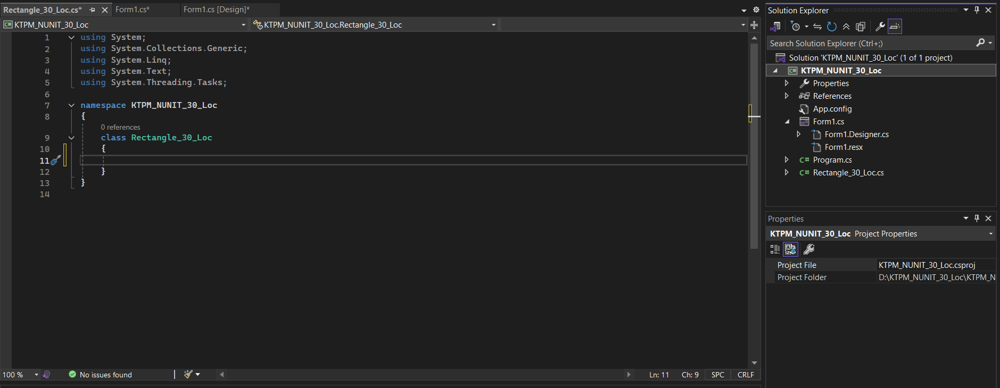 Rectangle_30_Loc.cs*
Form1.cs*
Form1.cs [Design]*
C# KTPM_NUNIT_30_Loc
KTPM_NUNIT_30_Loc.Rectangle_30_Loc
1 using System;
2 using System.Collections.Generic;
3 using System.Linq;
4 using System.Text;
5 using System.Threading.Tasks;
6
7 namespace KTPM_NUNIT_30_Loc
8 {
0 references
9 class Rectangle_30_Loc
10 {
11
12 }
13 }
14
100 %
No issues found
Ln: 11
Ch: 9
SPC
CRLF
Solution Explorer
Search Solution Explorer (Ctrl+;)
Solution 'KTPM_NUNIT_30_Loc' (1 of 1 project)
C# KTPM_NUNIT_30_Loc
Properties
References
App.config
Form1.cs
Form1.Designer.cs
Form1.resx
C# Program.cs
C# Rectangle_30_Loc.cs
Properties
KTPM_NUNIT_30_Loc Project Properties
Project File KTPM_NUNIT_30_Loc.csproj
Project Folder D:\KTPM_NUNIT_30_Loc\KTPM_N